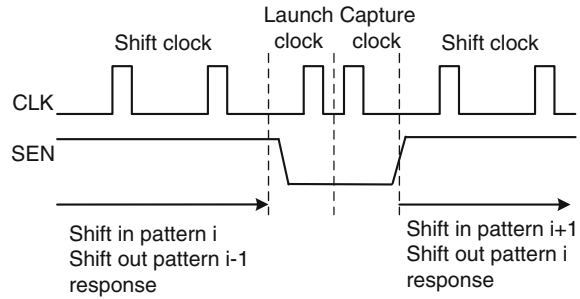 Launch Capture
Shift clock clock clock Shift clock
CLK
SEN
Shift in pattern i
Shift out pattern i-1
response
Shift in pattern i+1
Shift out pattern i
response